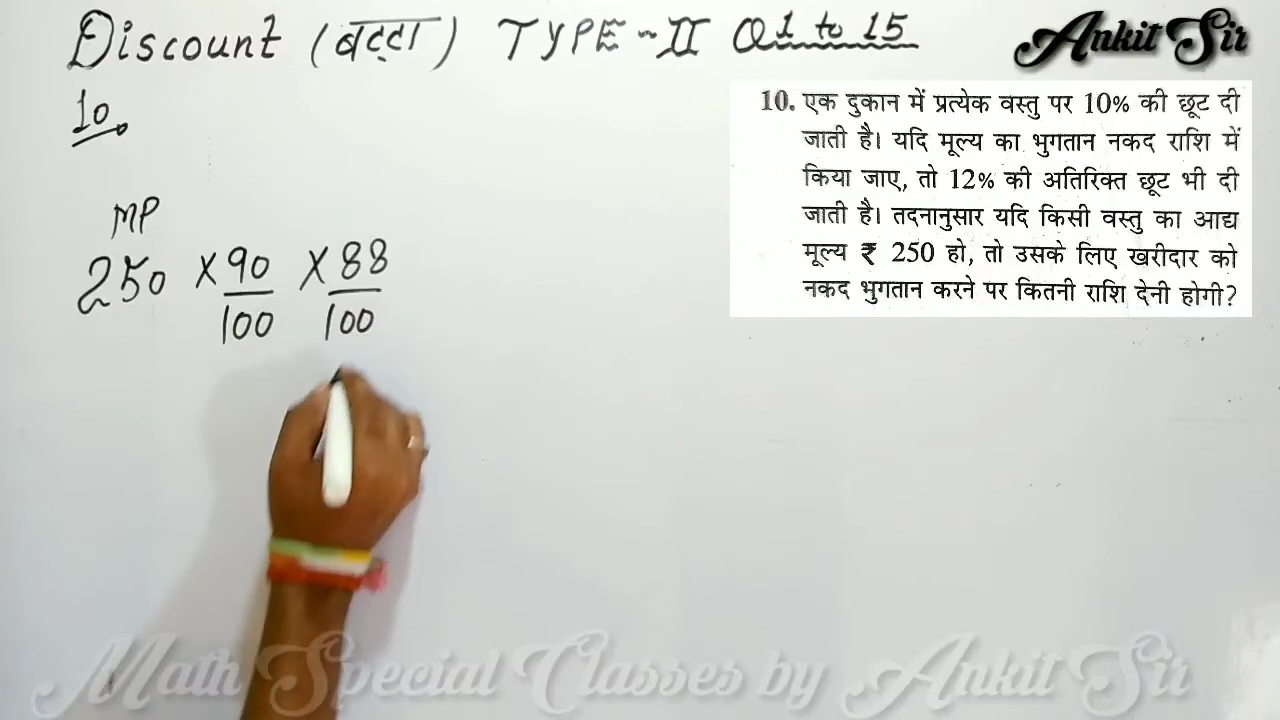 Discount (बट्टा) TYPE-II Q1 to 15
Ankit Sir
10.
10. एक दुकान में प्रत्येक वस्तु पर 10% की छूट दी
जाती है। यदि मूल्य का भुगतान नकद राशि में
किया जाए, तो 12% की अतिरिक्त छूट भी दी
जाती है। तदनानुसार यदि किसी वस्तु का आद्य
मूल्य ₹ 250 हो, तो उसके लिए खरीदार को
नकद भुगतान करने पर कितनी राशि देनी होगी?
MP
250 × 90/100 × 88/100
Math Special Classes by Ankit Sir